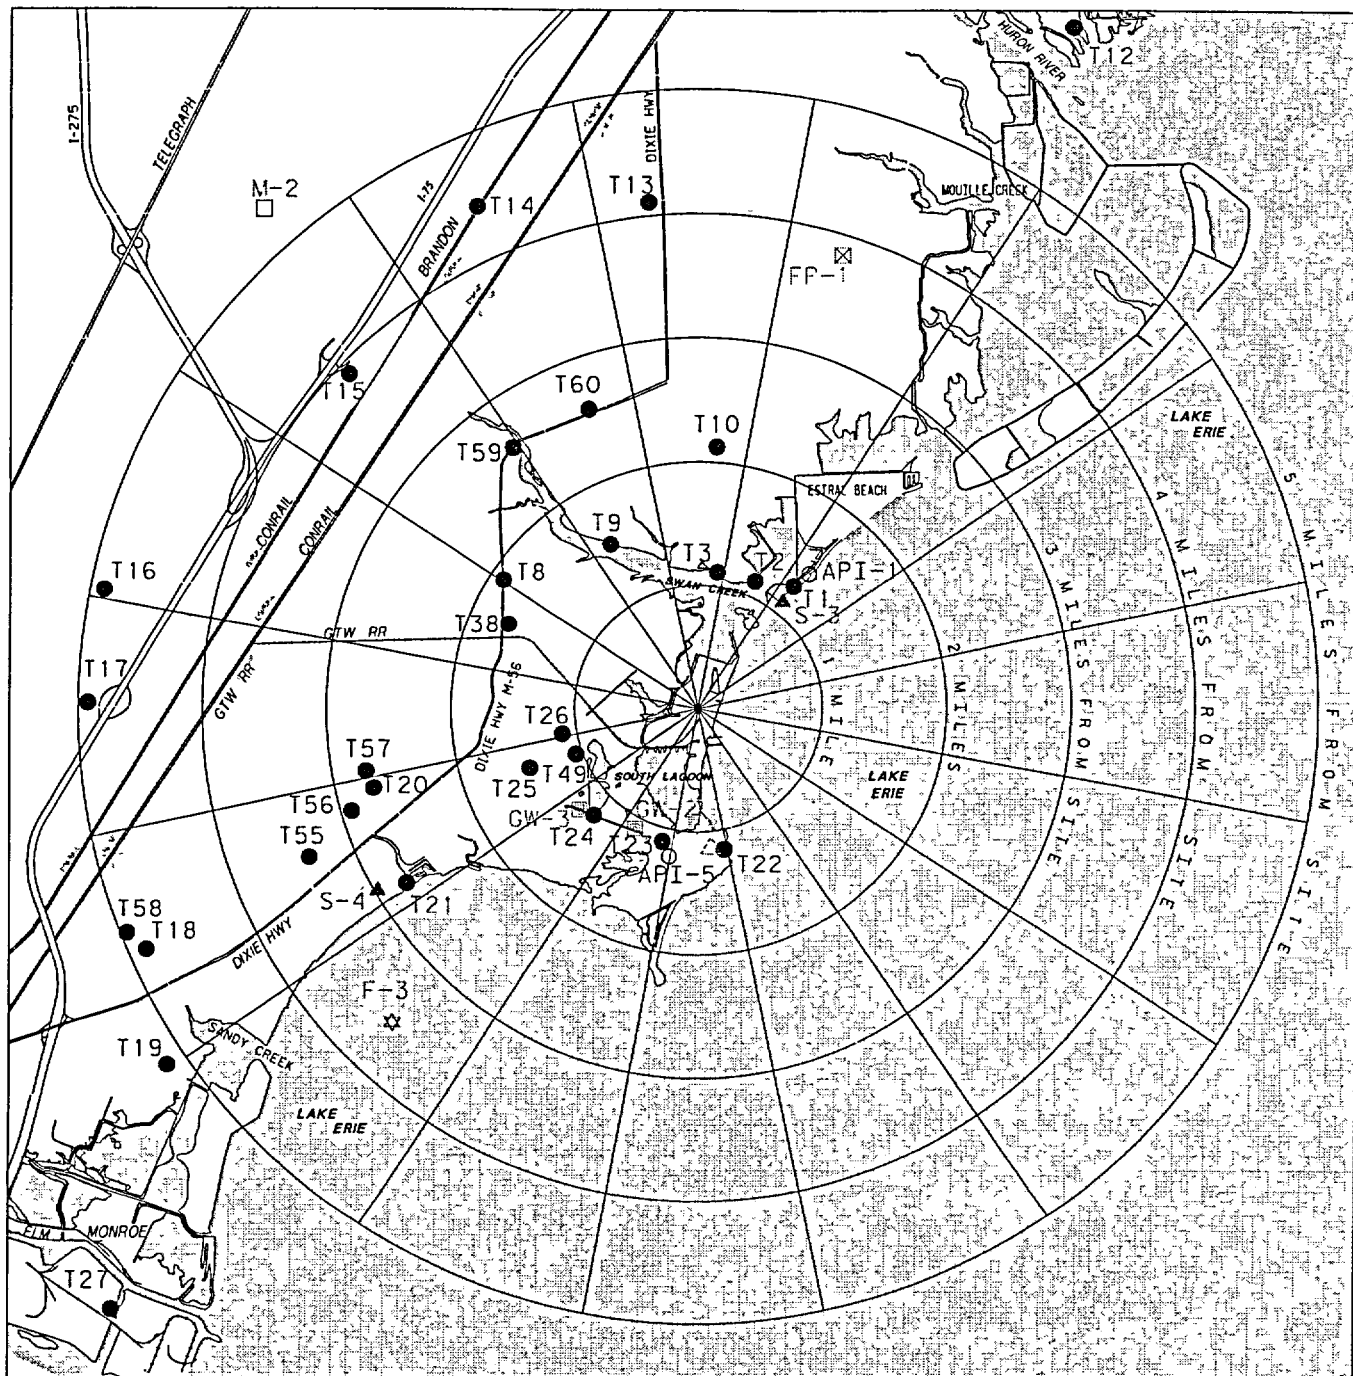 HURON RIVER
T12
I-275
TELEGRAPH
DIXIE HWY
M-2
I-75
T14
T13
MOUILLE CREEK
BRANDON
FP-1
T15
T60
LAKE
ERIE
T59
T10
ESTRAL BEACH
CONRAIL
CONRAIL
T9
T3
T2
API-1
T16
T8
SWAN CREEK
T1
S-3
T38
GTW RR
T17
GTW RR
DIXIE HWY M-56
T26
T57
T20
T25
T49
SOUTH LAGOON
LAKE
ERIE
1 MILE
2 MILES
3 MILES FROM SITE
4 MILES FROM SITE
5 MILES FROM SITE
T56
GW-3
T24
GW-2
T55
T23
API-5
T22
S-4
T21
T58
T18
DIXIE HWY
F-3
SANDY CREEK
T19
LAKE
ERIE
ELM
MONROE
T27